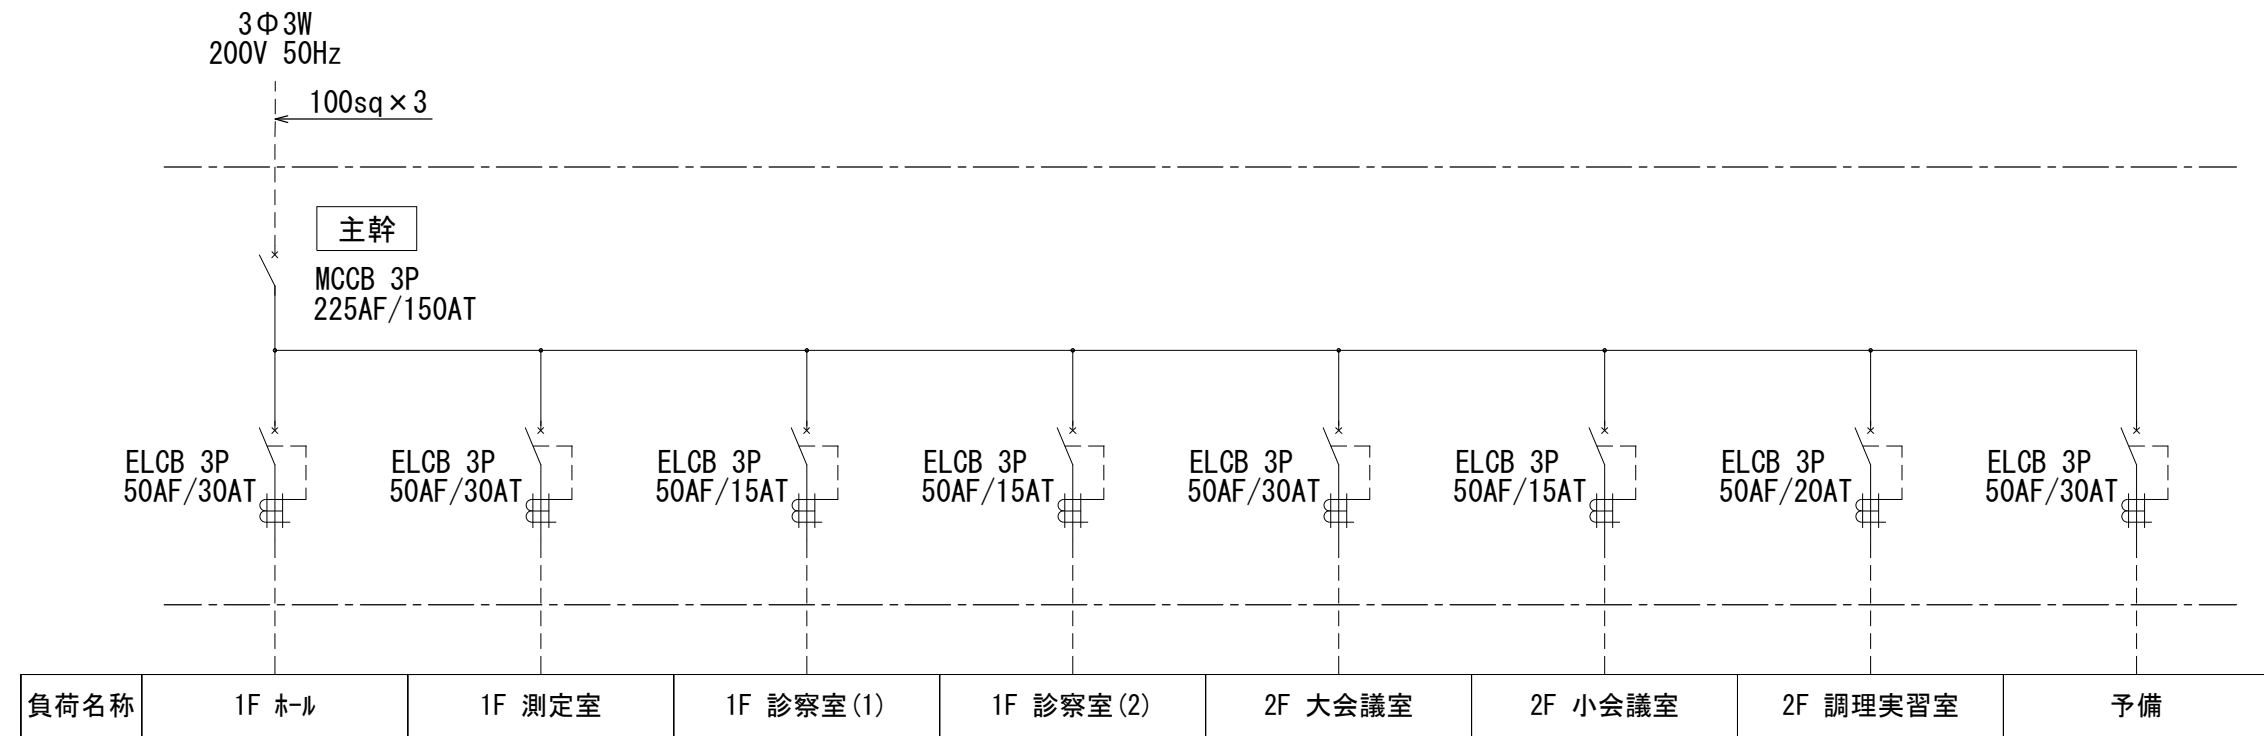 3Φ3W
200V 50Hz
100sq×3
主幹
MCCB 3P
225AF/150AT
ELCB 3P
50AF/30AT
ELCB 3P
50AF/30AT
ELCB 3P
50AF/15AT
ELCB 3P
50AF/15AT
ELCB 3P
50AF/30AT
ELCB 3P
50AF/15AT
ELCB 3P
50AF/20AT
ELCB 3P
50AF/30AT
負荷名称 1F ﾎｰﾙ 1F 測定室 1F 診察室(1) 1F 診察室(2) 2F 大会議室 2F 小会議室 2F 調理実習室 予備